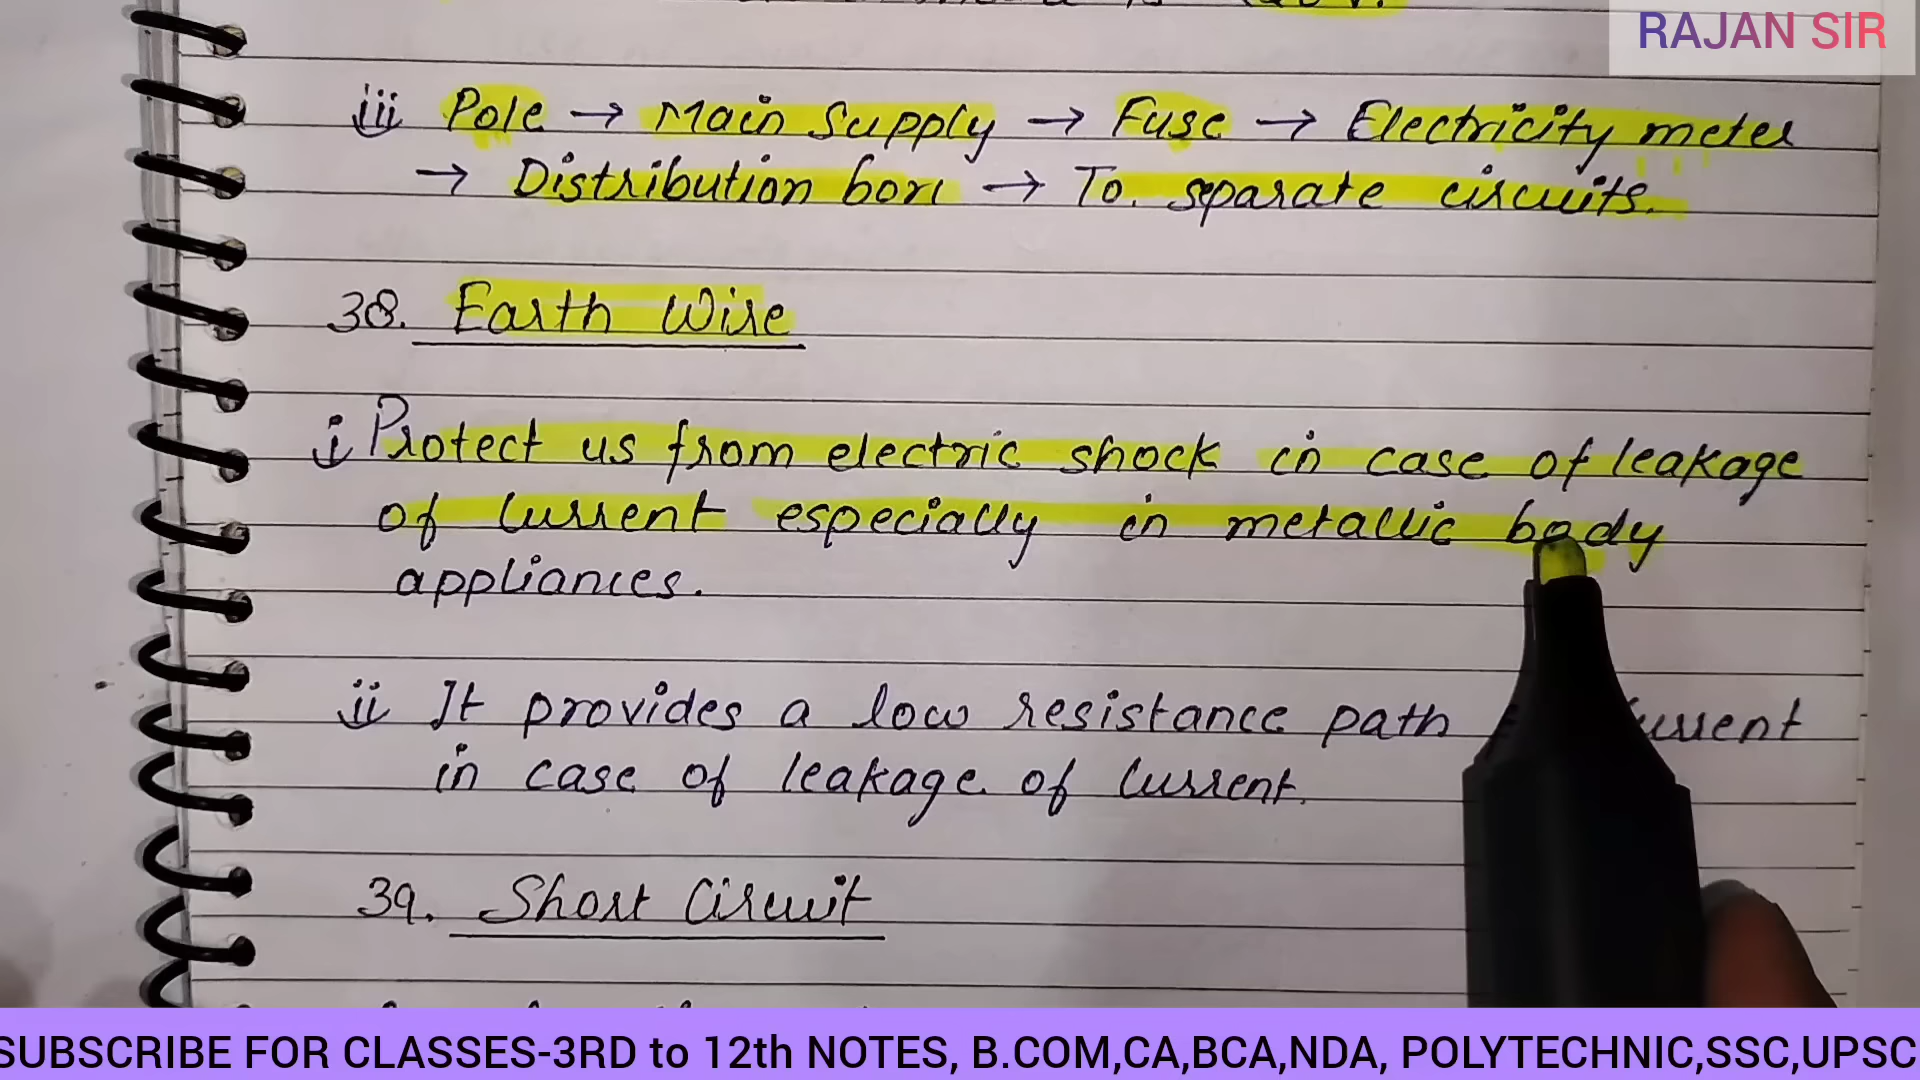 RAJAN SIR
iii Pole → Main Supply → Fuse → Electricity meter
→ Distribution box → To separate circuits.
38. Earth Wire
i Protect us from electric shock in case of leakage
of current especially in metallic body
appliances.
ii It provides a low resistance path current
in case of leakage of current.
39. Short Circuit
SUBSCRIBE FOR CLASSES-3RD to 12th NOTES, B.COM,CA,BCA,NDA, POLYTECHNIC,SSC,UPSC